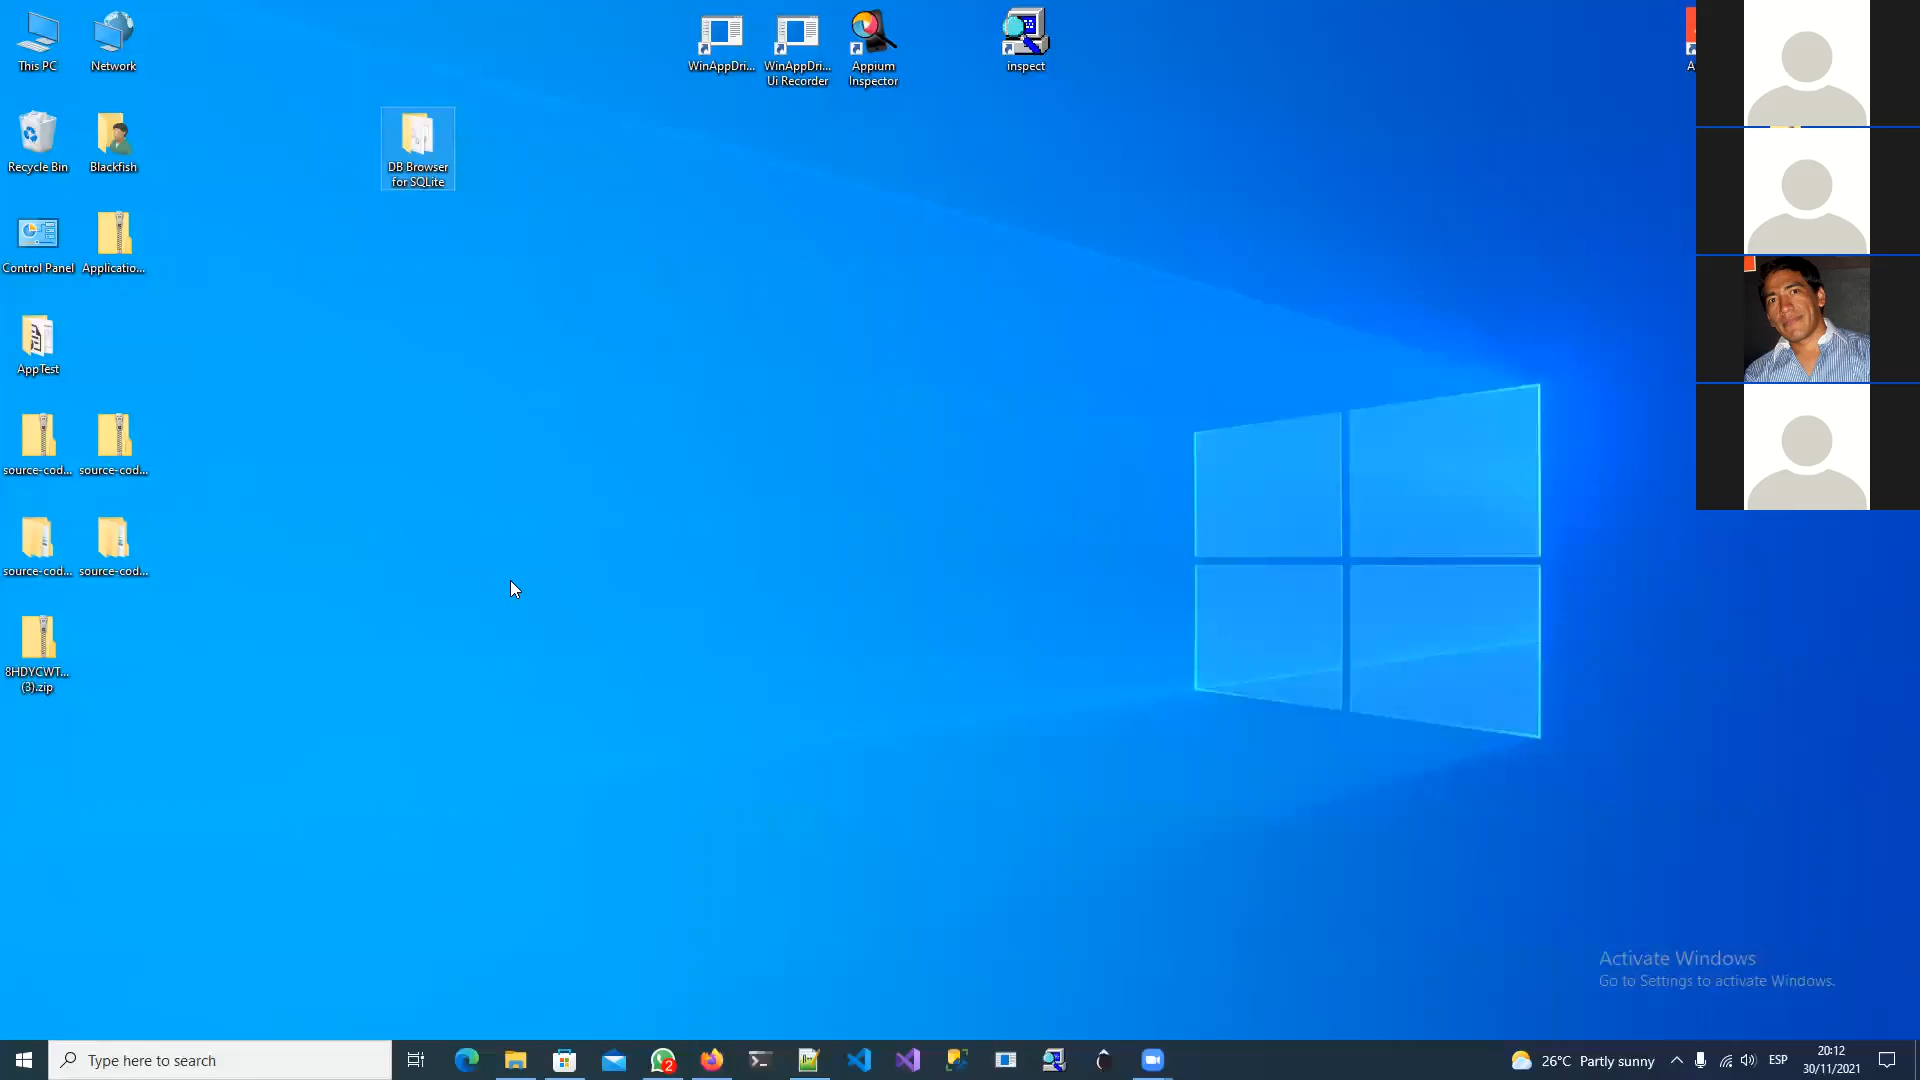 This PC
Network
WinAppDri...
WinAppDri...
Ui Recorder
Appium
Inspector
inspect
A
Recycle Bin
Blackfish
DB Browser
for SQLite
Control Panel
Applicatio...
AppTest
source-cod...
source-cod...
source-cod...
source-cod...
8HDYCWT...
(3).zip
Activate Windows
Go to Settings to activate Windows.
Type here to search
2
26°C Partly sunny
ESP
20:12
30/11/2021